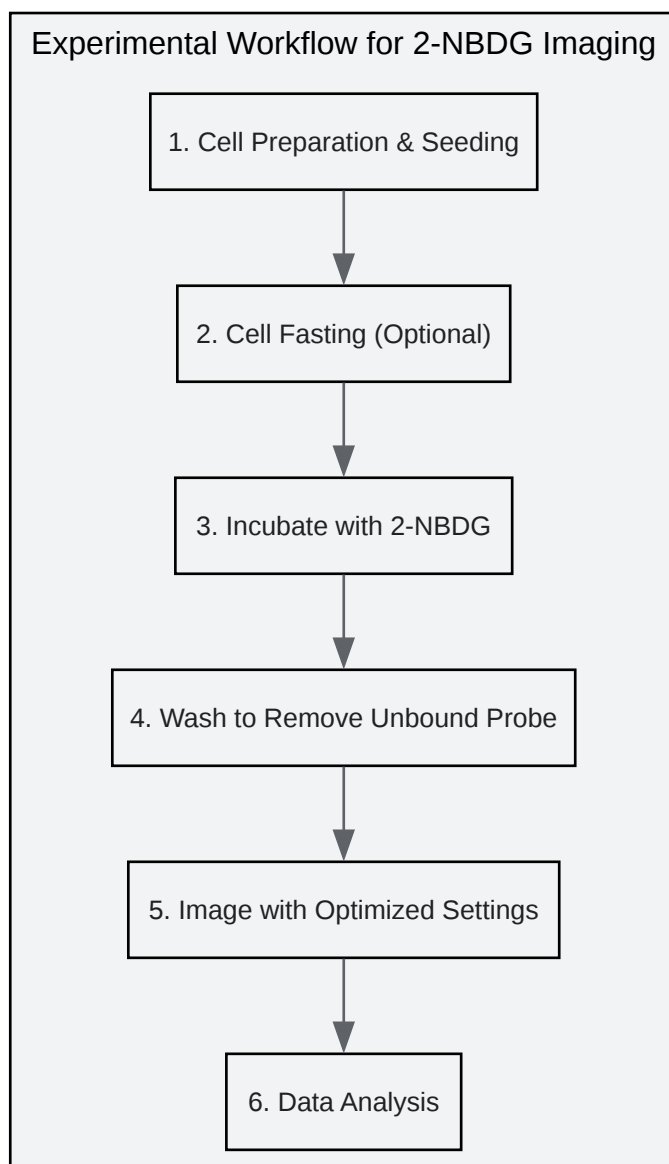 Experimental Workflow for 2-NBDG Imaging
1. Cell Preparation & Seeding
2. Cell Fasting (Optional)
3. Incubate with 2-NBDG
4. Wash to Remove Unbound Probe
5. Image with Optimized Settings
6. Data Analysis